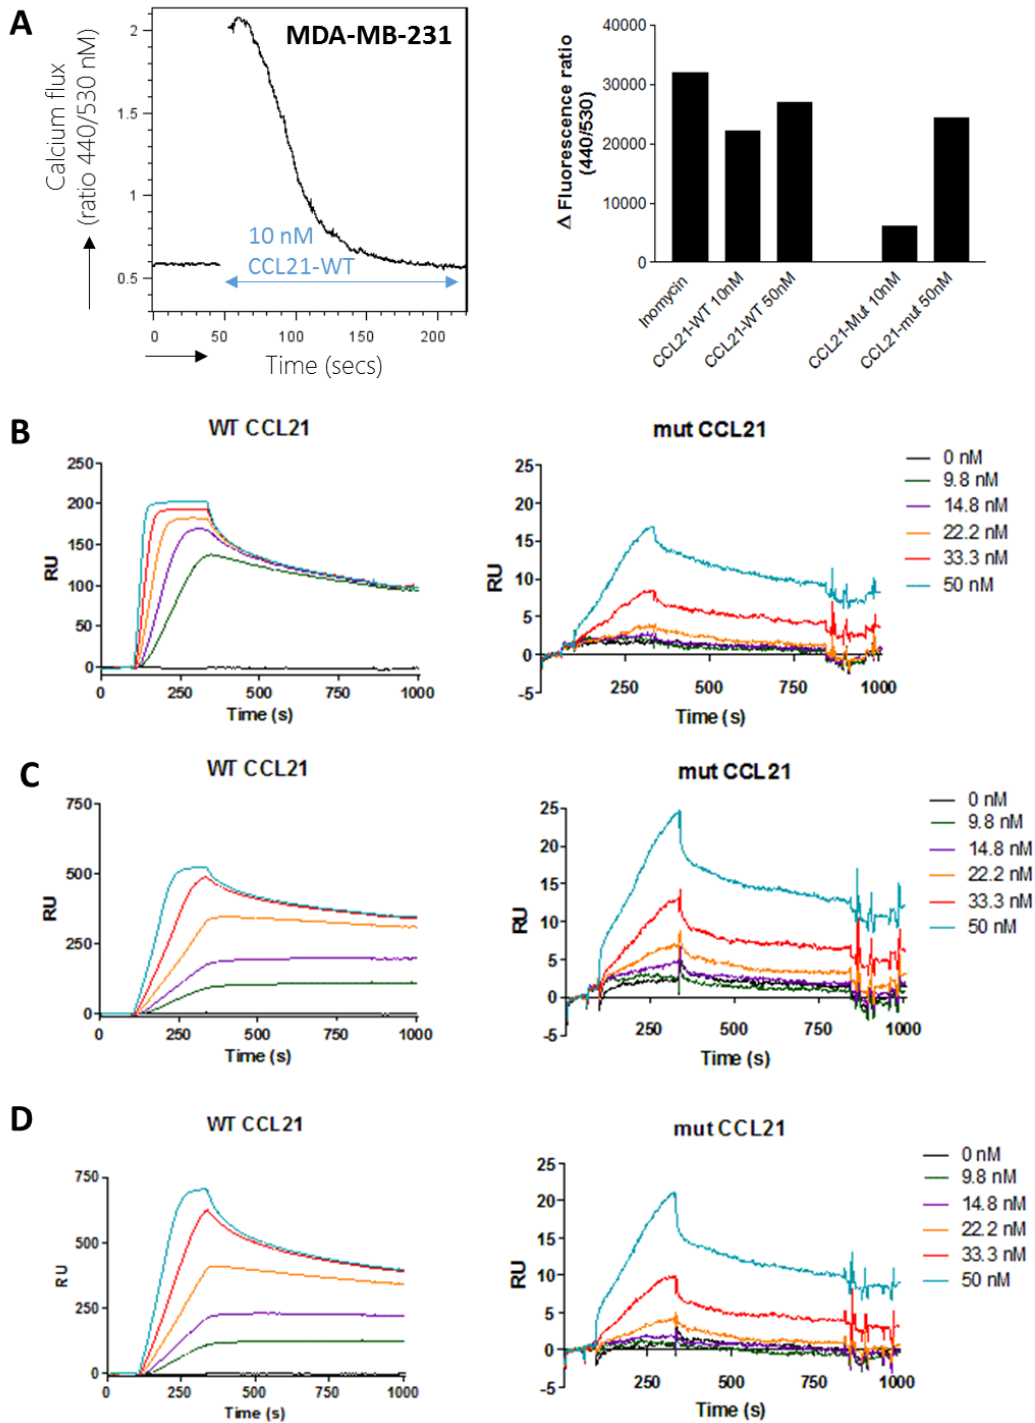 A
MDA-MB-231
Calcium flux
(ratio 440/530 nM)
2
1.5
1
0.5
10 nM
CCL21-WT
0
50
100
150
200
Time (secs)
Δ Fluorescence ratio
(440/530)
40000
30000
20000
10000
0
Inomycin
CCL21-WT 10nM
CCL21-WT 50nM
CCL21-Mut 10nM
CCL21-mut 50nM
B
WT CCL21
RU
250
200
150
100
50
0
0
250
500
750
1000
Time (s)
mut CCL21
RU
25
20
15
10
5
0
-5
250
500
750
1000
Time (s)
0 nM
9.8 nM
14.8 nM
22.2 nM
33.3 nM
50 nM
C
WT CCL21
RU
750
500
250
0
0
250
500
750
1000
Time (s)
mut CCL21
RU
25
20
15
10
5
0
-5
250
500
750
1000
Time (s)
0 nM
9.8 nM
14.8 nM
22.2 nM
33.3 nM
50 nM
D
WT CCL21
RU
750
500
250
0
0
250
500
750
1000
Time (s)
mut CCL21
RU
25
20
15
10
5
0
-5
250
500
750
1000
Time (s)
0 nM
9.8 nM
14.8 nM
22.2 nM
33.3 nM
50 nM